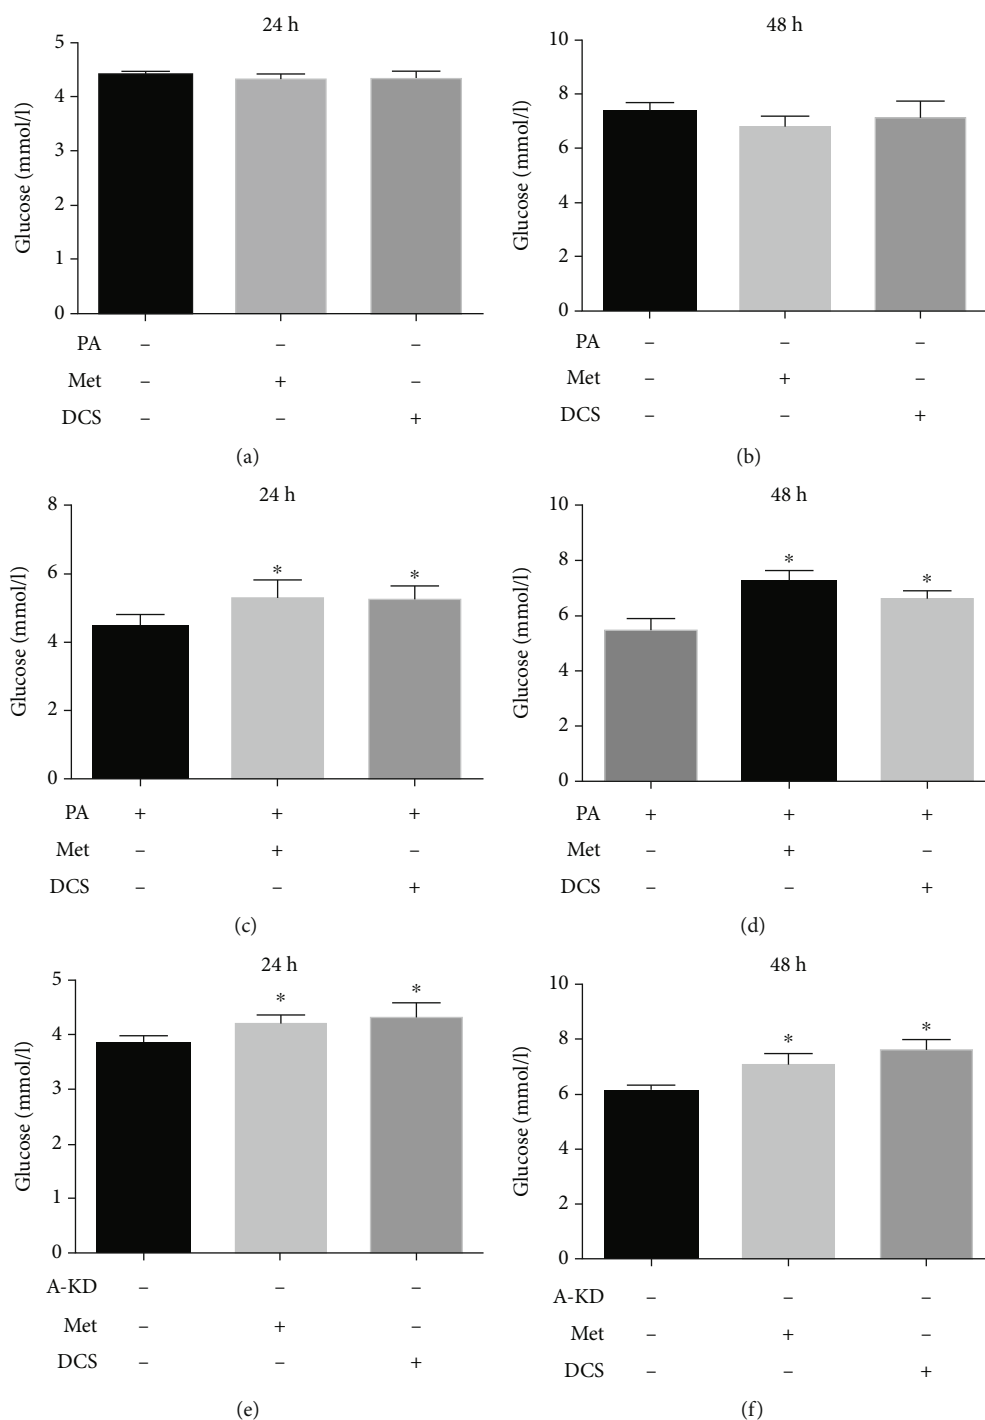 24 h
Glucose (mmol/l)
5
4
3
2
1
0
PA – – –
Met – + –
DCS – – +
(a)
48 h
Glucose (mmol/l)
10
8
6
4
2
0
PA – – –
Met – + –
DCS – – +
(b)
24 h
Glucose (mmol/l)
8
6
4
2
0
* *
PA + + +
Met – + –
DCS – – +
(c)
48 h
Glucose (mmol/l)
10
8
6
4
2
0
* *
PA + + +
Met – + –
DCS – – +
(d)
24 h
Glucose (mmol/l)
5
4
3
2
1
0
* *
A-KD – – –
Met – + –
DCS – – +
(e)
48 h
Glucose (mmol/l)
10
8
6
4
2
0
* *
A-KD – – –
Met – + –
DCS – – +
(f)